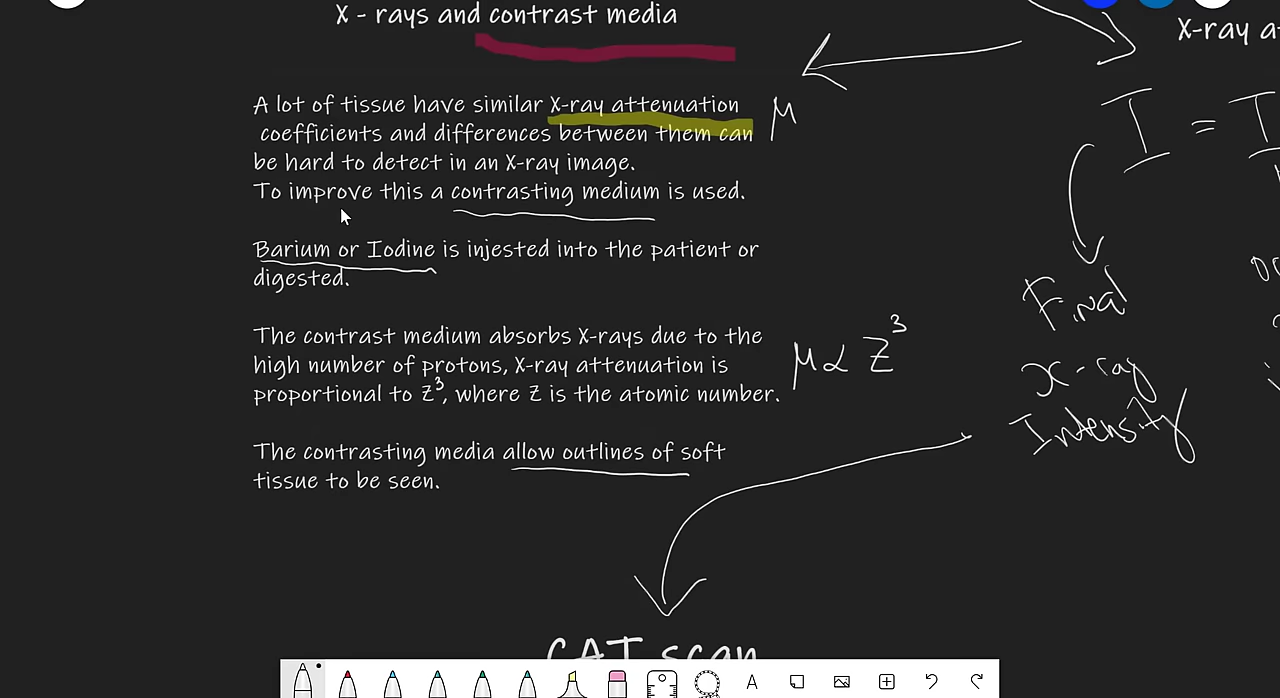 X - rays and contrast media
X-ray a
A lot of tissue have similar X-ray attenuation
coefficients and differences between them can
be hard to detect in an X-ray image.
To improve this a contrasting medium is used.
μ
I = I
Barium or Iodine is injested into the patient or
digested.
Final
X-ray
Intensity
The contrast medium absorbs X-rays due to the
high number of protons, X-ray attenuation is
proportional to Z³, where Z is the atomic number.
μ ∝ Z³
The contrasting media allow outlines of soft
tissue to be seen.
CAT scan
A